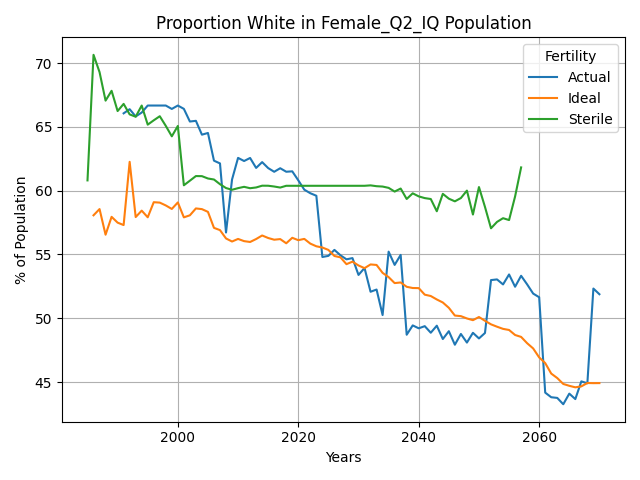 Proportion White in Female_Q2_IQ Population
Fertility
Actual
Ideal
Sterile
% of Population
70
65
60
55
50
45
2000
2020
2040
2060
Years